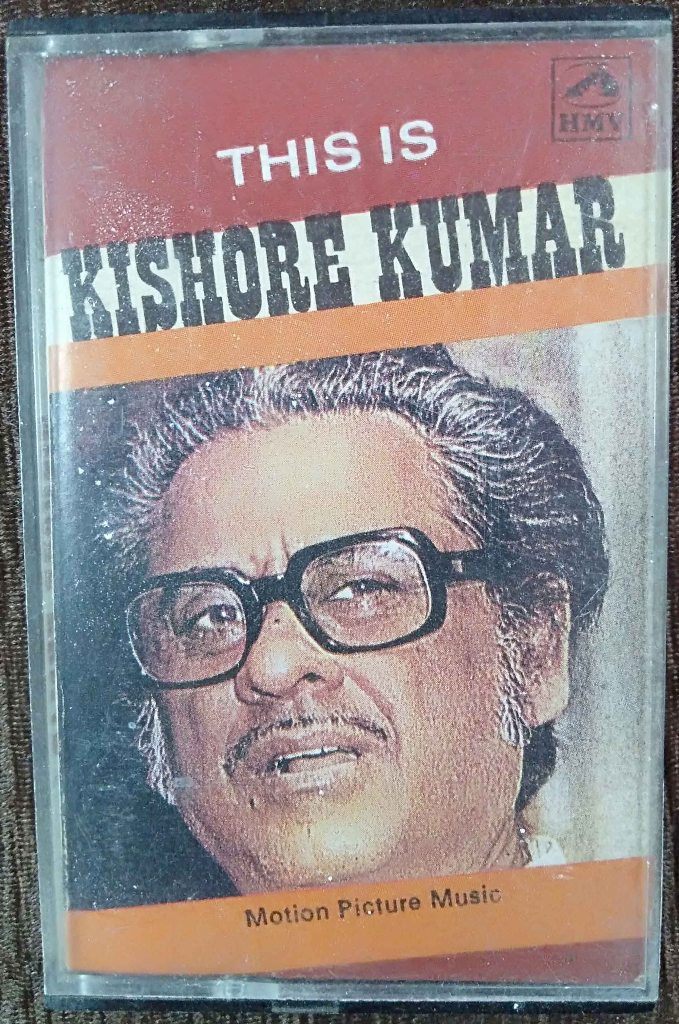 HMV
THIS IS
KISHORE KUMAR
Motion Picture Music